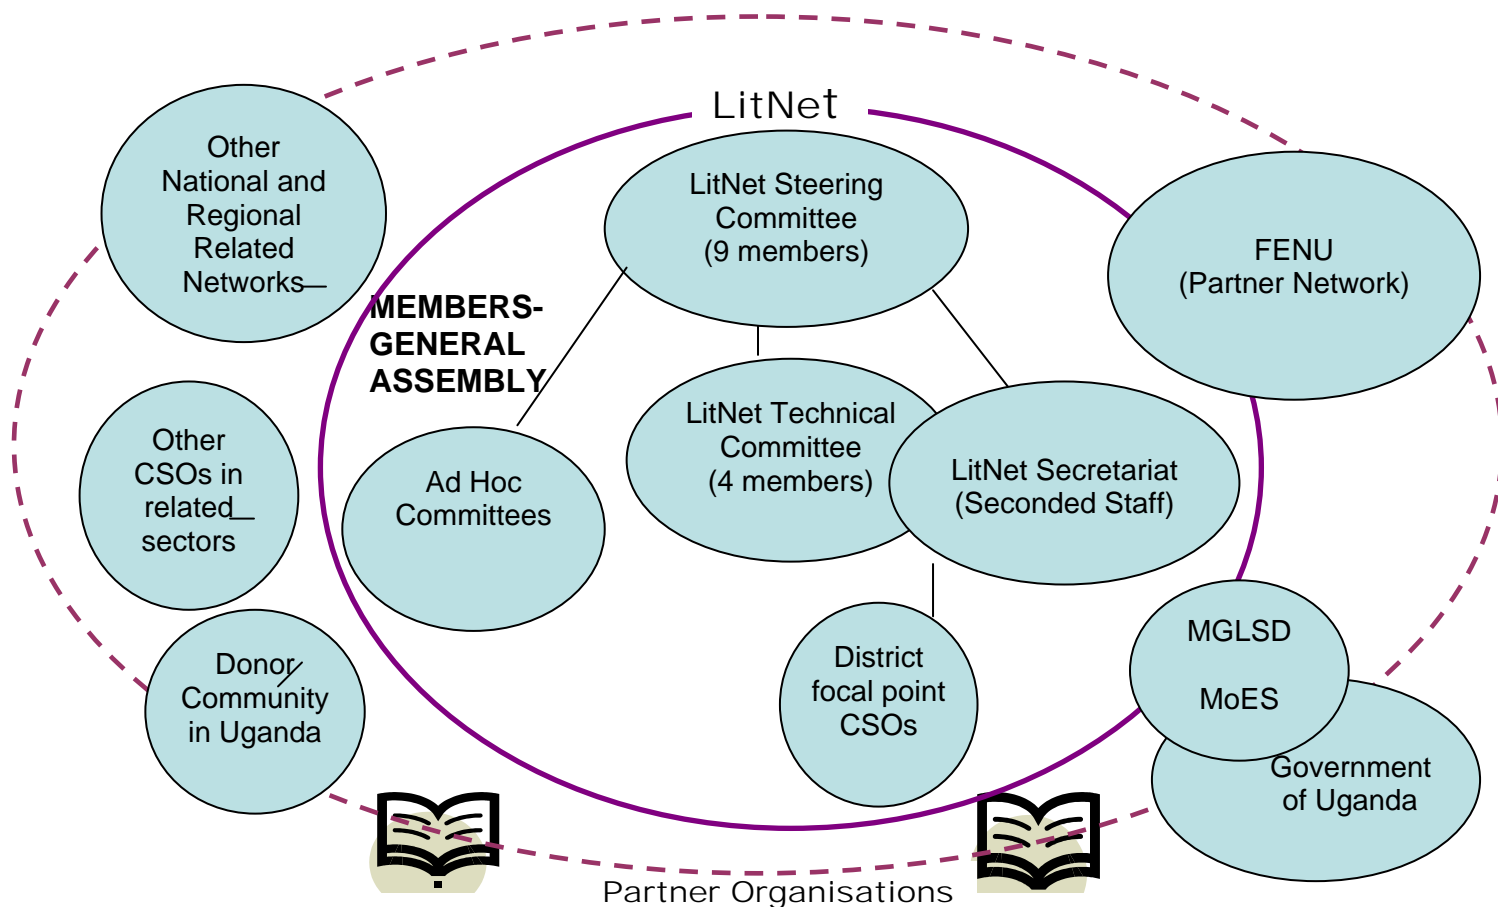 LitNet
Other
National and
Regional
Related
Networks
LitNet Steering
Committee
(9 members)
FENU
(Partner Network)
MEMBERS-
GENERAL
ASSEMBLY
Other
CSOs in
related
sectors
Ad Hoc
Committees
LitNet Technical
Committee
(4 members)
LitNet Secretariat
(Seconded Staff)
Donor
Community
in Uganda
District
focal point
CSOs
MGLSD
MoES
Government
of Uganda
Partner Organisations